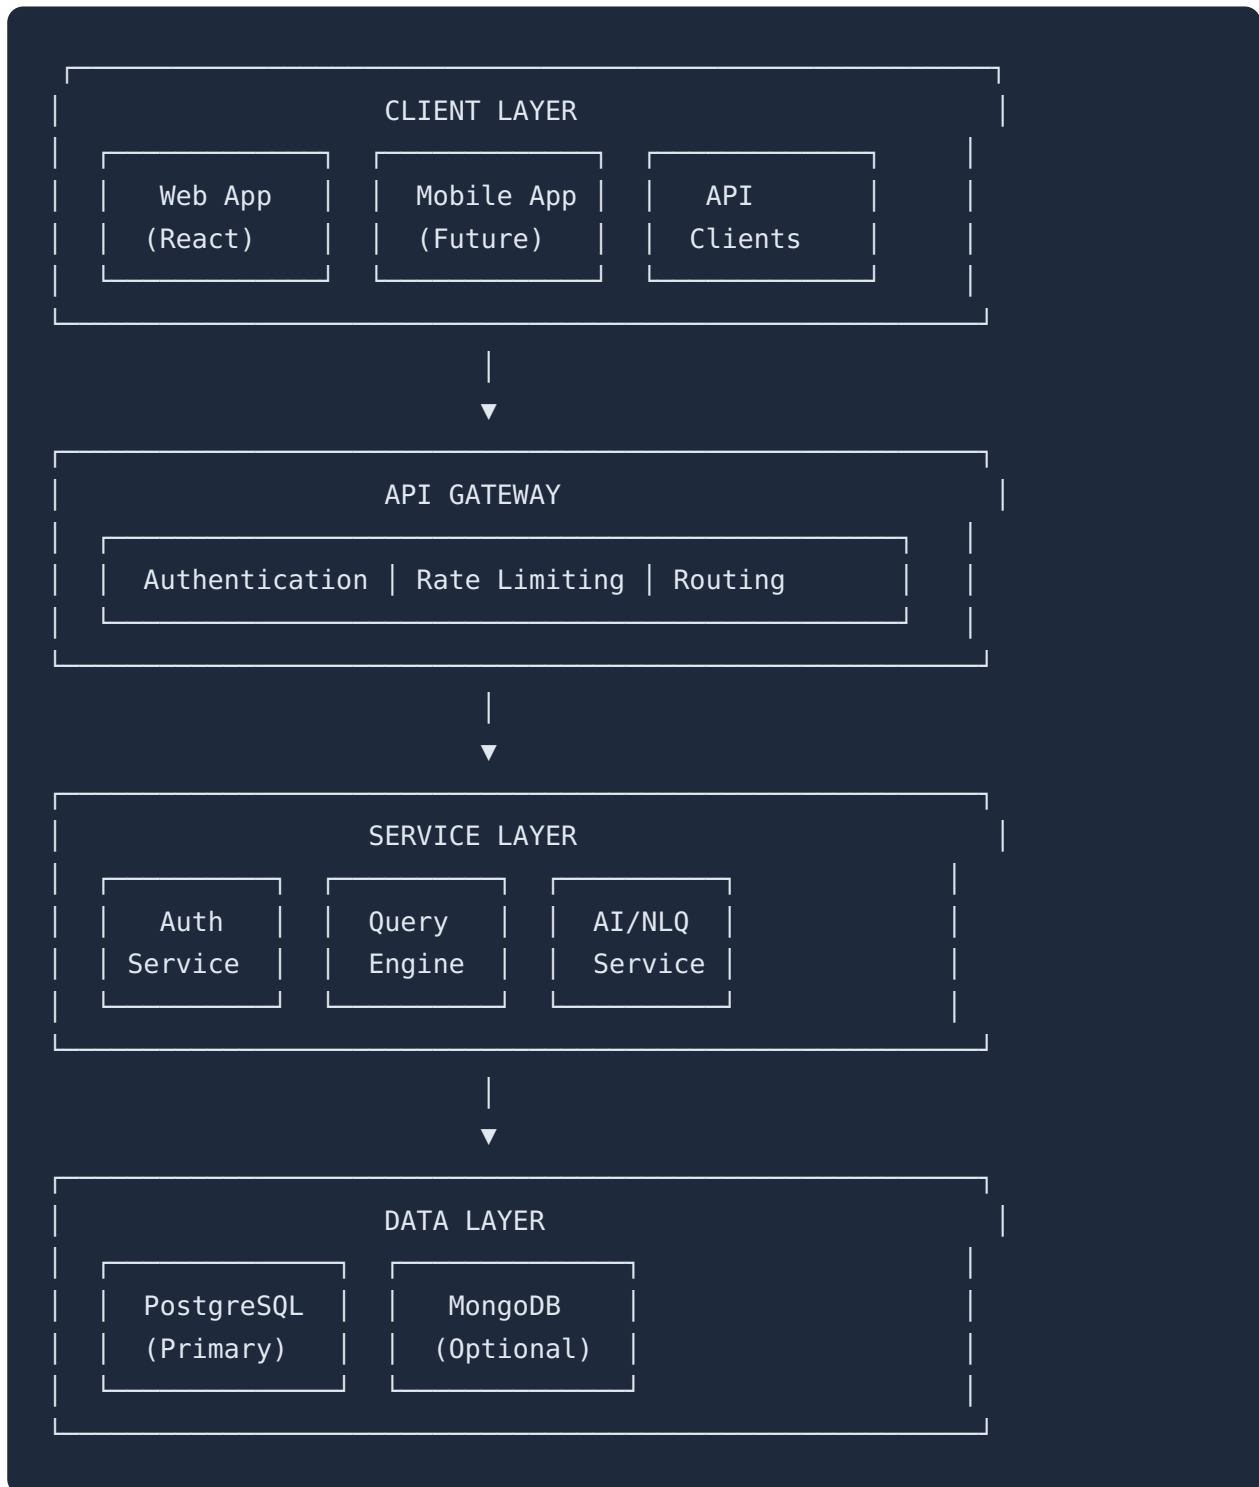 CLIENT LAYER
Web App Mobile App API
(React) (Future) Clients
API GATEWAY
Authentication │ Rate Limiting │ Routing
SERVICE LAYER
Auth Query AI/NLQ
Service Engine Service
DATA LAYER
PostgreSQL MongoDB
(Primary) (Optional)